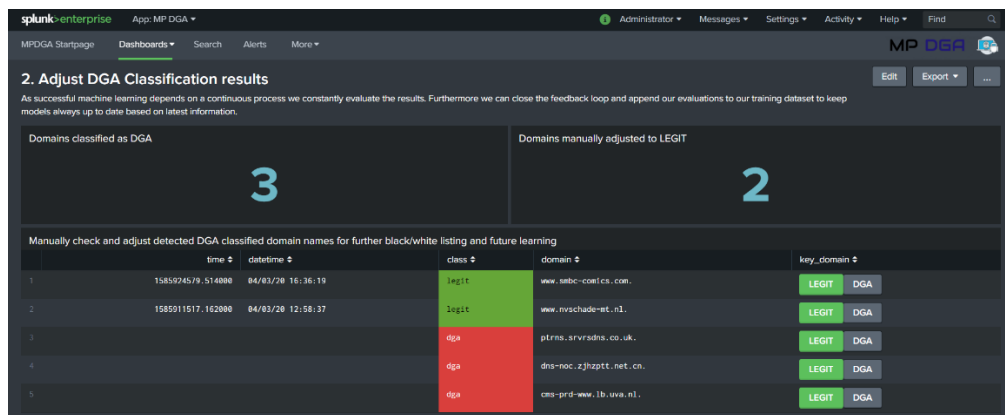 splunk>enterprise App: MP DGA ▾ i Administrator ▾ Messages ▾ Settings ▾ Activity ▾ Help ▾ Find
MPDGA Startpage Dashboards ▾ Search Alerts More ▾ MP DGA
2. Adjust DGA Classification results Edit Export ▾ ...
As successful machine learning depends on a continuous process we constantly evaluate the results. Furthermore we can close the feedback loop and append our evaluations to our training dataset to keep
models always up to date based on latest information.
Domains classified as DGA Domains manually adjusted to LEGIT
3 2
Manually check and adjust detected DGA classified domain names for further black/white listing and future learning
time datetime class domain key_domain
1 1585924579.514000 04/03/20 16:36:19 legit www.smbc-comics.com. LEGIT DGA
2 1585911517.162000 04/03/20 12:58:37 legit www.nvschade-mt.nl. LEGIT DGA
3 dga ptrns.srvrsdns.co.uk. LEGIT DGA
4 dga dns-noc.zjhzptt.net.cn. LEGIT DGA
5 dga cms-prd-www.lb.uva.nl. LEGIT DGA